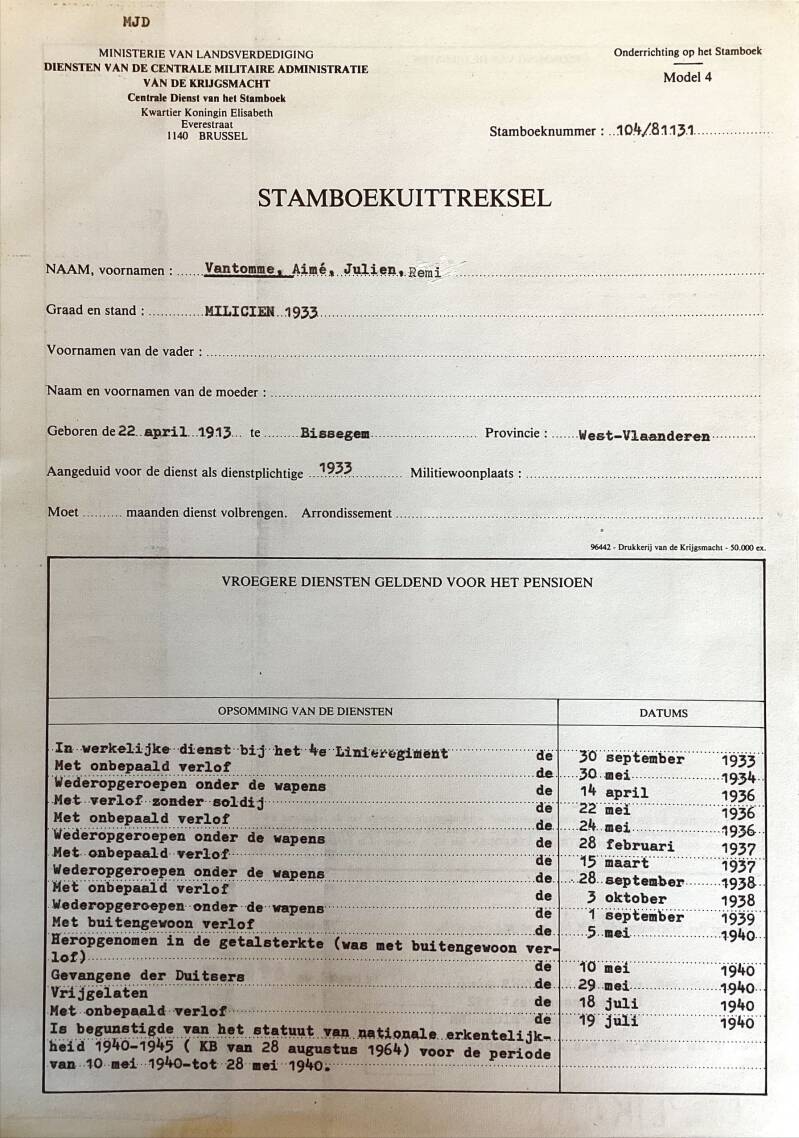 MJD
MINISTERIE VAN LANDSVERDEDIGING
DIENSTEN VAN DE CENTRALE MILITAIRE ADMINISTRATIE
VAN DE KRIJGSMACHT
Centrale Dienst van het Stamboek
Kwartier Koningin Elisabeth
Everestraat
1140 BRUSSEL
Onderrichting op het Stamboek
Model 4
Stamboeknummer : 104/81131
STAMBOEKUITTREKSEL
NAAM, voornamen : Vantomme, Aimé, Julien, Remi
Graad en stand : MILICIEN 1933
Voornamen van de vader :
Naam en voornamen van de moeder :
Geboren de 22 april 1913 te Bissegem Provincie : West-Vlaanderen
Aangeduid voor de dienst als dienstplichtige 1933 Militiewoonplaats :
Moet maanden dienst volbrengen. Arrondissement
96442 - Drukkerij van de Krijgsmacht - 50.000 ex.
VROEGERE DIENSTEN GELDEND VOOR HET PENSIOEN
OPSOMMING VAN DE DIENSTEN DATUMS
In werkelijke dienst bij het 4e Linieregiment de 30 september 1933
Met onbepaald verlof de 30 mei 1934
Wederopgeroepen onder de wapens de 14 april 1936
Met verlof zonder soldij de 22 mei 1936
Met onbepaald verlof de 24 mei 1936
Wederopgeroepen onder de wapens de 28 februari 1937
Met onbepaald verlof de 15 maart 1937
Wederopgeroepen onder de wapens de 28 september 1938
Met onbepaald verlof de 3 oktober 1938
Wederopgeroepen onder de wapens de 1 september 1939
Met buitengewoon verlof de 5 mei 1940
Heropgenomen in de getalsterkte (was met buitengewoon ver-
lof) de 10 mei 1940
Gevangene der Duitsers de 29 mei 1940
Vrijgelaten de 18 juli 1940
Met onbepaald verlof de 19 juli 1940
Is begunstigde van het statuut van nationale erkentelijk-
heid 1940-1945 ( KB van 28 augustus 1964) voor de periode
van 10 mei 1940-tot 28 mei 1940.